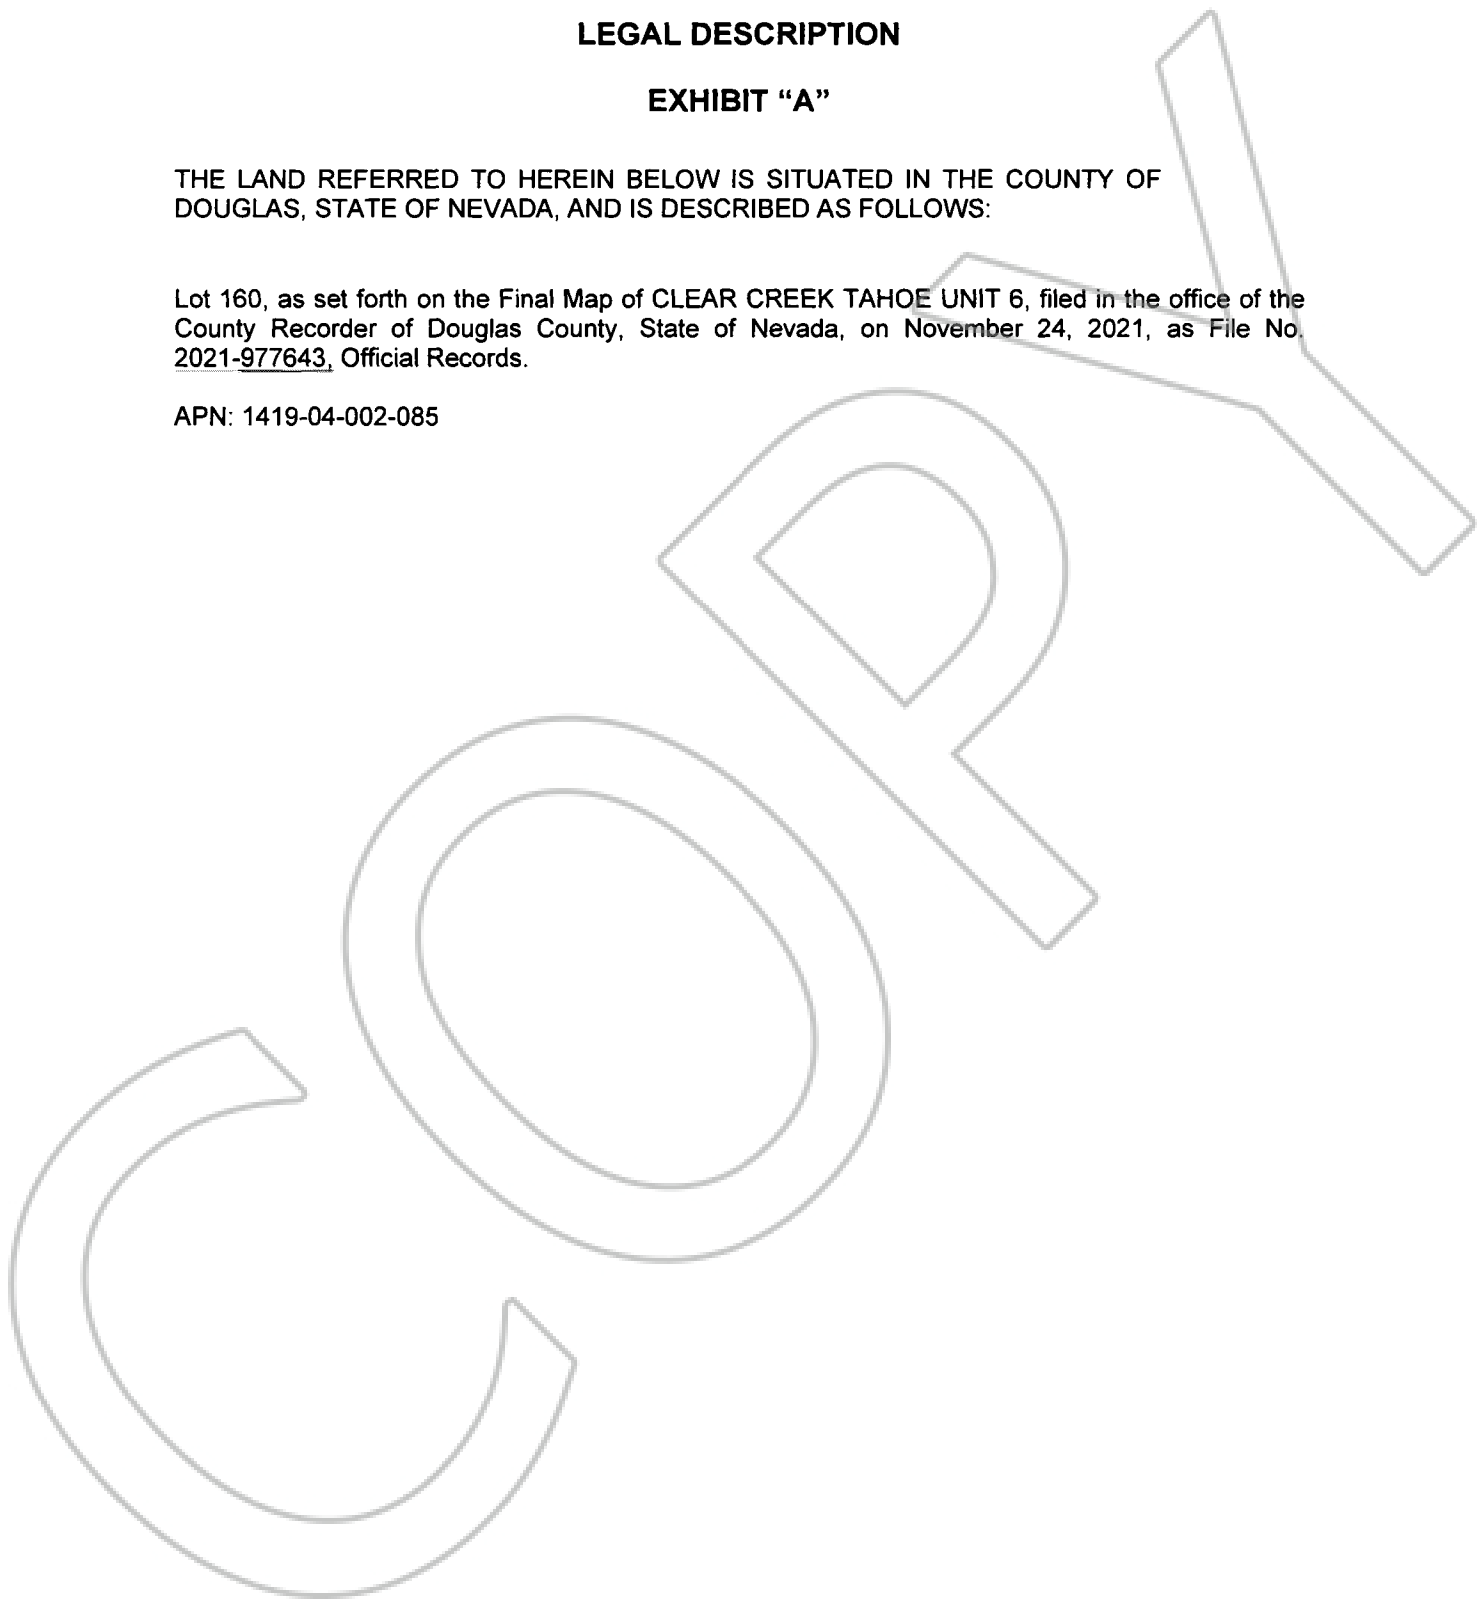 LEGAL DESCRIPTION
EXHIBIT “A”
THE LAND REFERRED TO HEREIN BELOW IS SITUATED IN THE COUNTY OF
DOUGLAS, STATE OF NEVADA, AND IS DESCRIBED AS FOLLOWS:
Lot 160, as set forth on the Final Map of CLEAR CREEK TAHOE UNIT 6, filed in the office of the
County Recorder of Douglas County, State of Nevada, on November 24, 2021, as File No.
2021-977643, Official Records.
APN: 1419-04-002-085
COPY